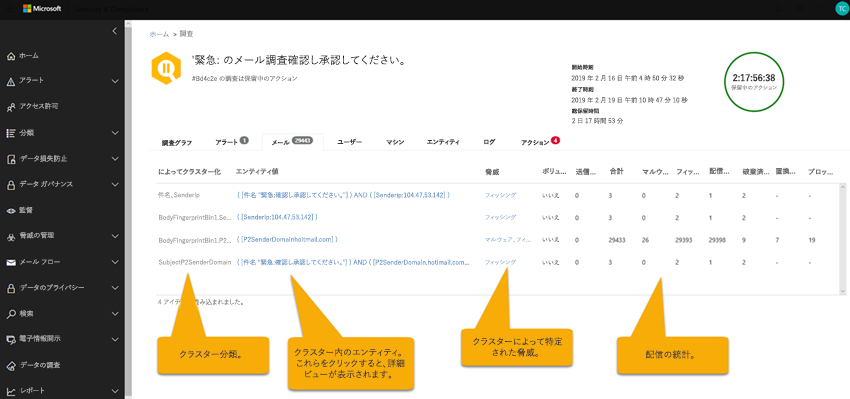 Microsoft
ホーム > 調査
ホーム
アラート
アクセス許可
分類
データ損失防止
データ ガバナンス
監督
脅威の管理
メール フロー
データのプライバシー
検索
電子情報開示
データの調査
レポート
TC
'緊急: のメール調査確認し承認してください。
#Bd4c2e の調査は保留中のアクション
開始時刻
2019 年 2 月 16 日 午前 4 時 50 分 32 秒
終了時刻
2019 年 2 月 19 日 午前 10 時 47 分 10 秒
総保留時間
2 日 17 時間 53 分
2:17:56:38
保留中のアクション
調査グラフ アラート 1 メール 29443 ユーザー マシン エンティティ ログ アクション 4
によってクラスター化 エンティティ値 脅威 ボリュ... 送信... 合計 マルウ... フィッ... 配信... 破棄済... 置換... ブロッ...
件名、SenderIp ( [件名 "緊急:確認し承認してください。"] ) AND ( [SenderIp:104.47.53.142] ) フィッシング いいえ 0 3 0 2 1 2 - -
BodyFingerprintBin1.Se... ( [SenderIp:104.47.53.142] ) フィッシング いいえ 0 3 0 2 1 2 - -
BodyFingerprintBin1.P2... ( [P2SenderDomainhoitmail.com] ) マルウェア、フィ... いいえ 0 29433 26 29393 29398 9 7 19
SubjectP2SenderDomain ( [件名 "緊急:確認し承認してください。"] ) AND ( [P2SenderDomain,hotimail.com... フィッシング いいえ 0 3 0 2 1 2 - -
クラスター分類。
クラスター内のエンティティ。
これらをクリックすると、詳細
ビューが表示されます。
クラスターによって特定
された脅威。
配信の統計。